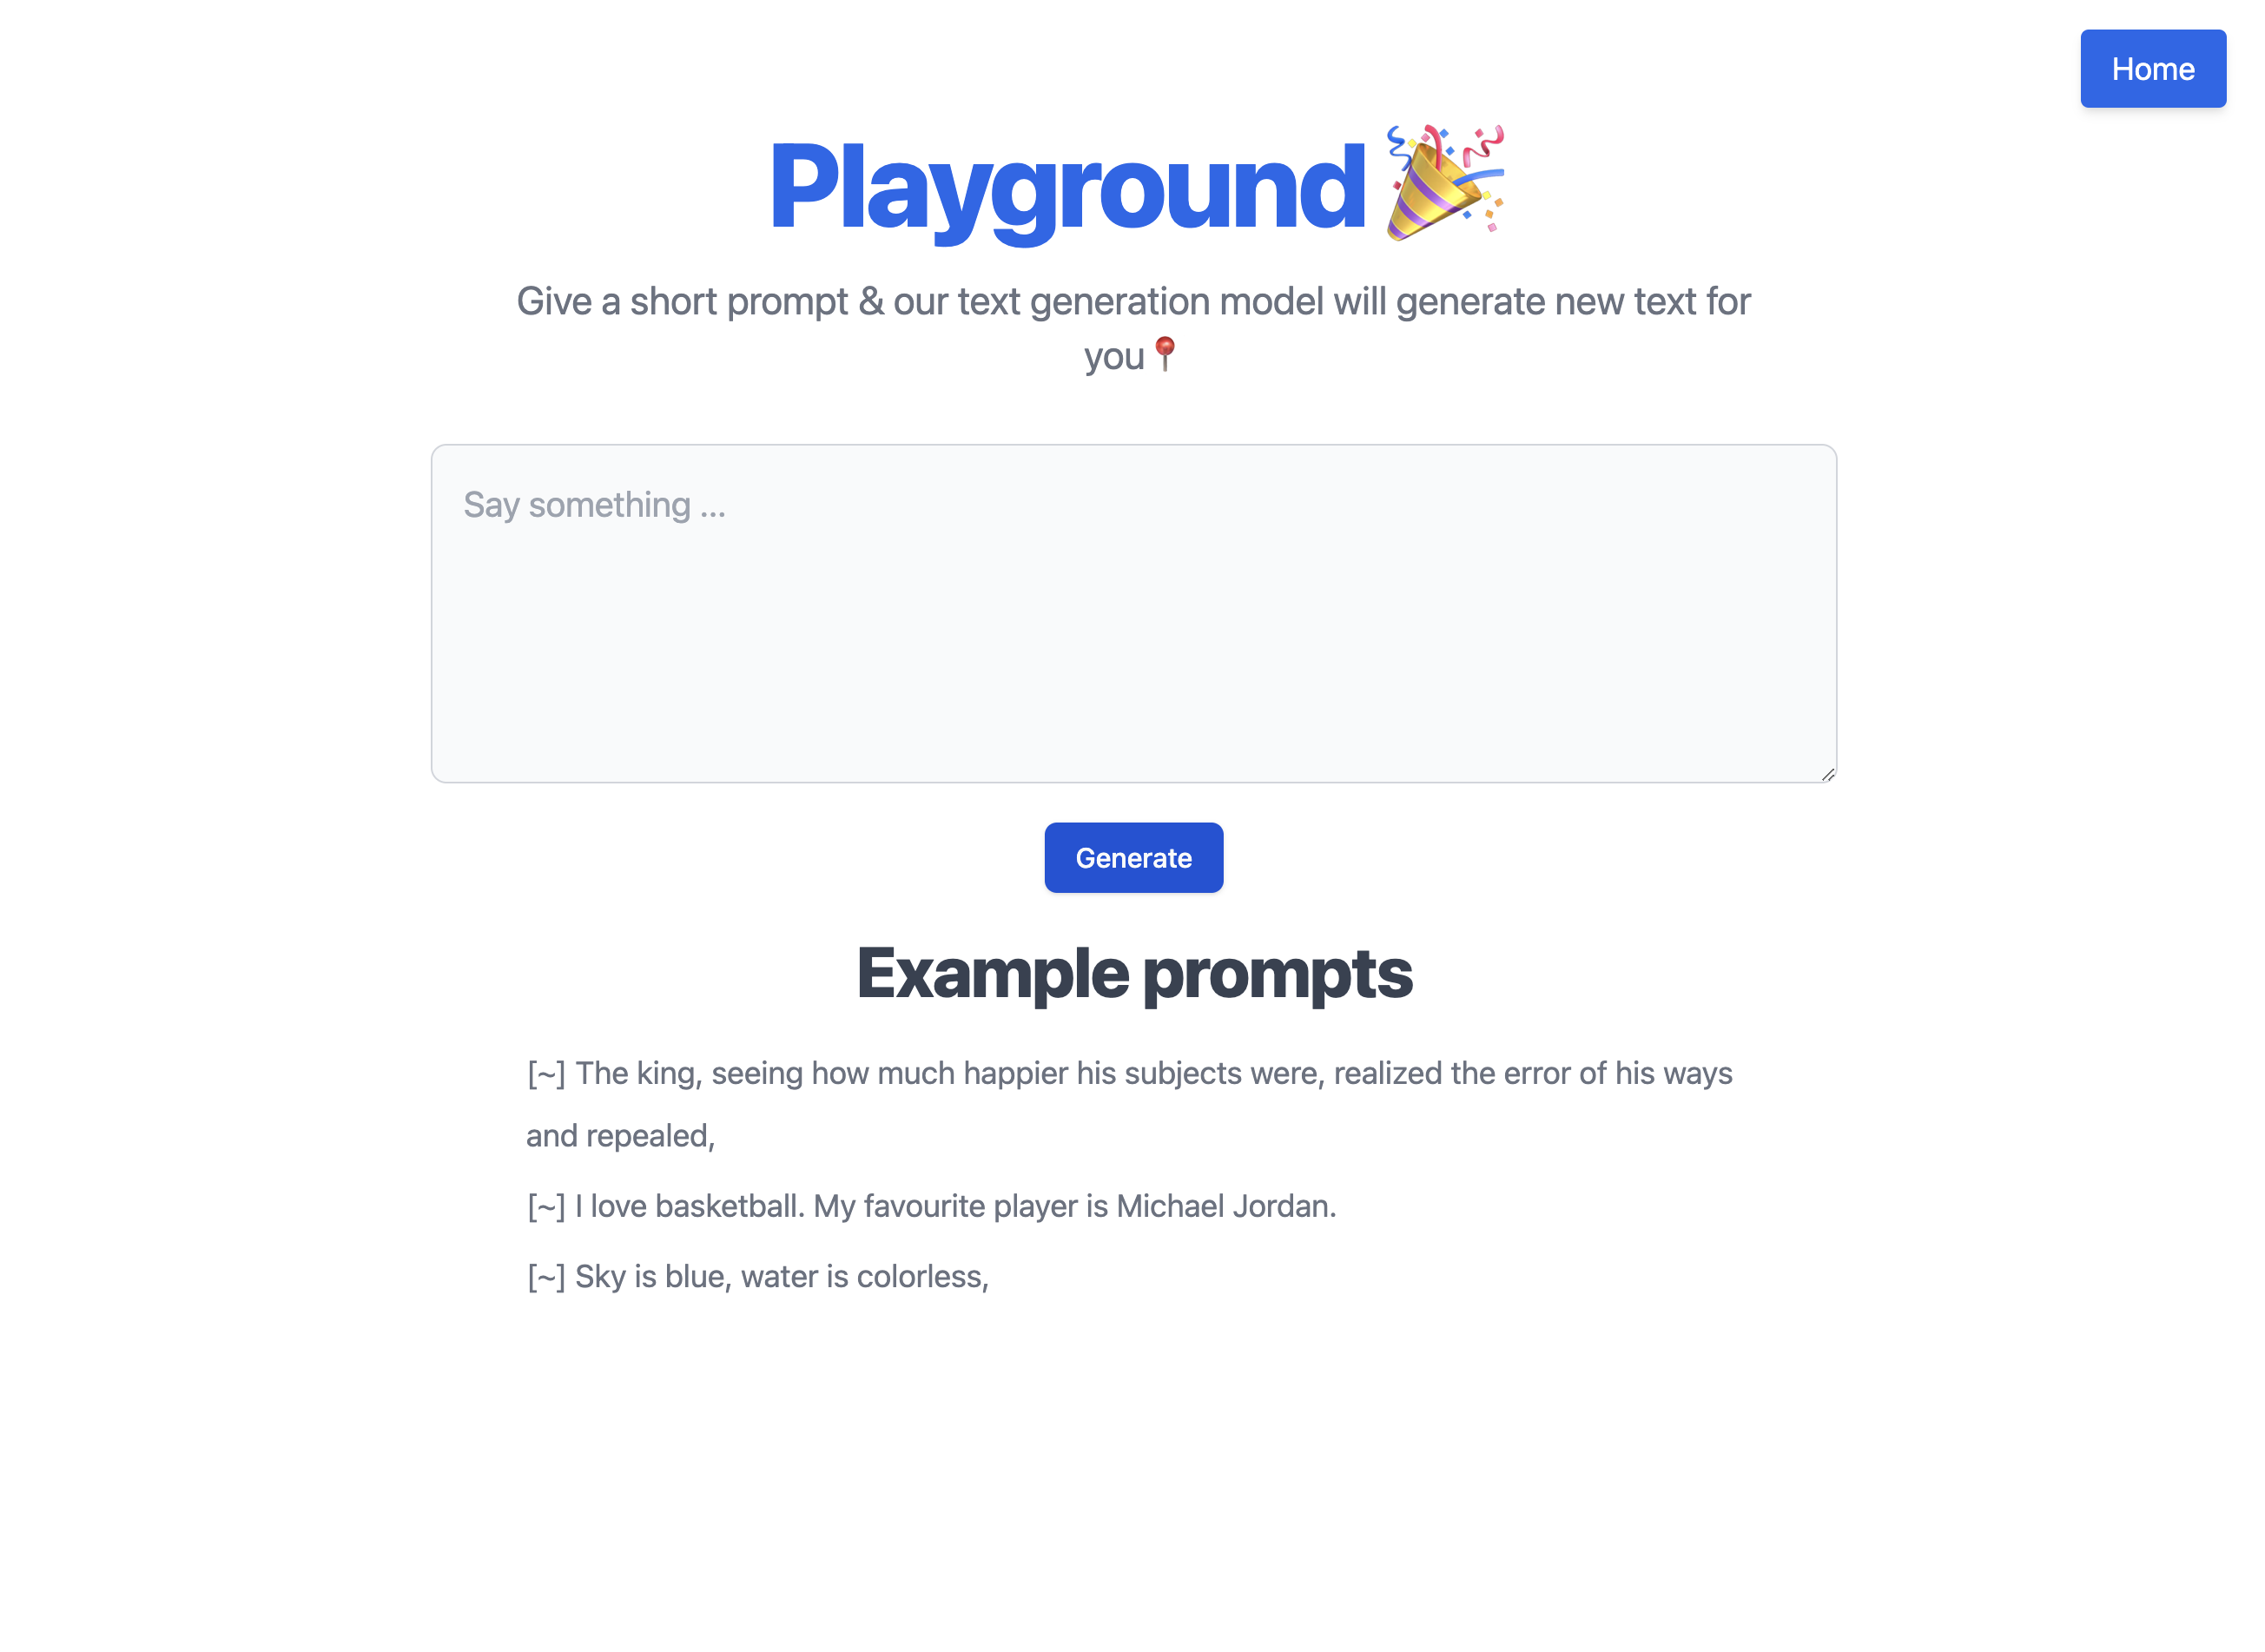 Home
Playground 🎉
Give a short prompt & our text generation model will generate new text for
you📍
Say something ...
Generate
Example prompts
[~] The king, seeing how much happier his subjects were, realized the error of his ways
and repealed,
[~] I love basketball. My favourite player is Michael Jordan.
[~] Sky is blue, water is colorless,